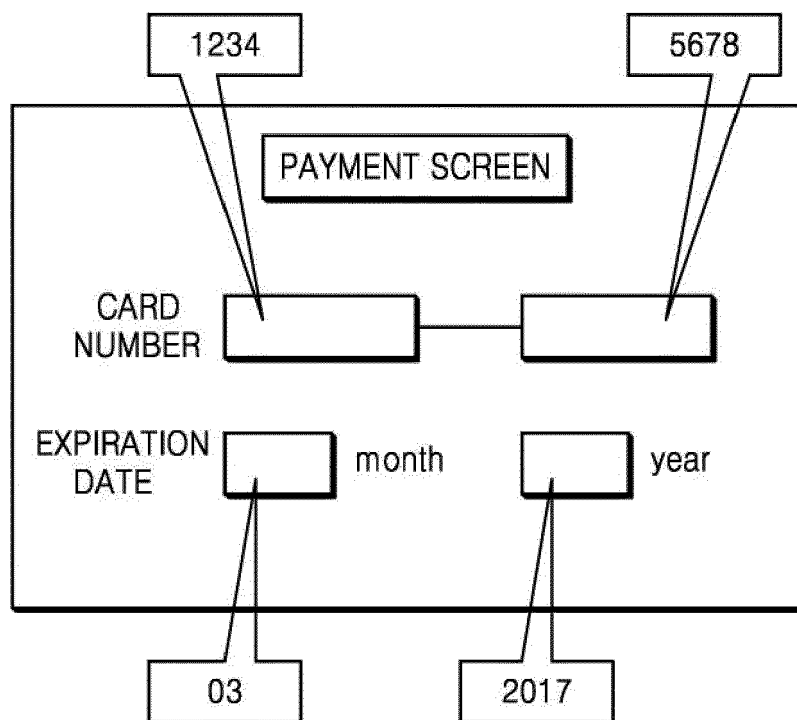 1234
5678
PAYMENT SCREEN
CARD
NUMBER
EXPIRATION
DATE
month
year
03
2017